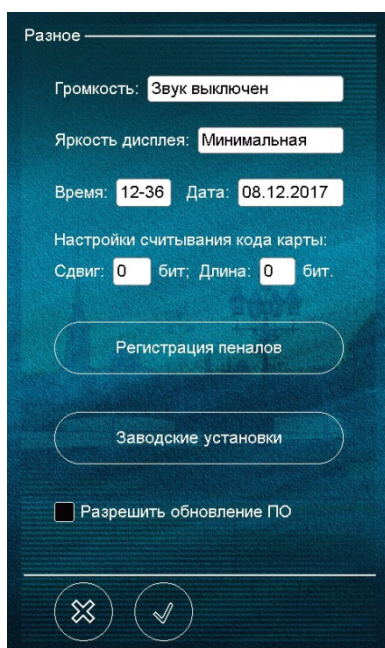 Разное
Громкость: Звук выключен
Яркость дисплея: Минимальная
Время: 12-36 Дата: 08.12.2017
Настройки считывания кода карты:
Сдвиг: 0 бит; Длина: 0 бит.
Регистрация пеналов
Заводские установки
Разрешить обновление ПО